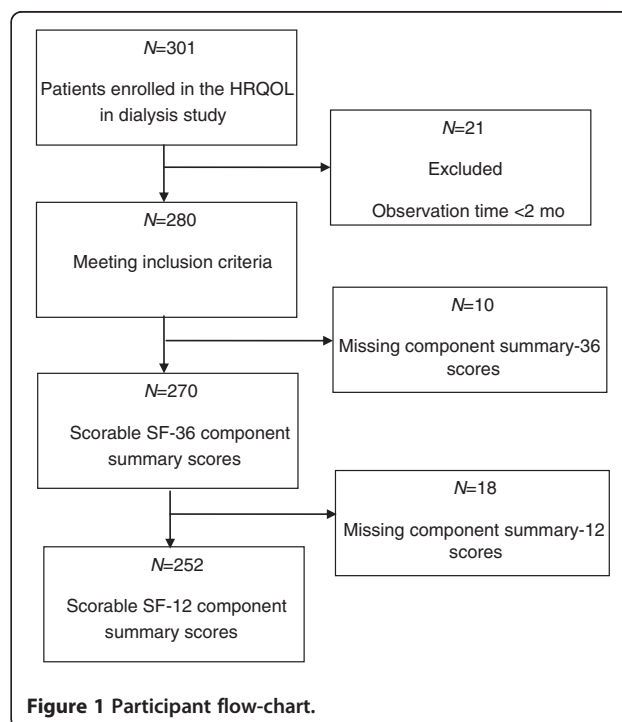 N=301
Patients enrolled in the HRQOL
in dialysis study
N=21
Excluded
Observation time <2 mo
N=280
Meeting inclusion criteria
N=10
Missing component summary-36
scores
N=270
Scorable SF-36 component
summary scores
N=18
Missing component summary-12
scores
N=252
Scorable SF-12 component
summary scores
Figure 1 Participant flow-chart.